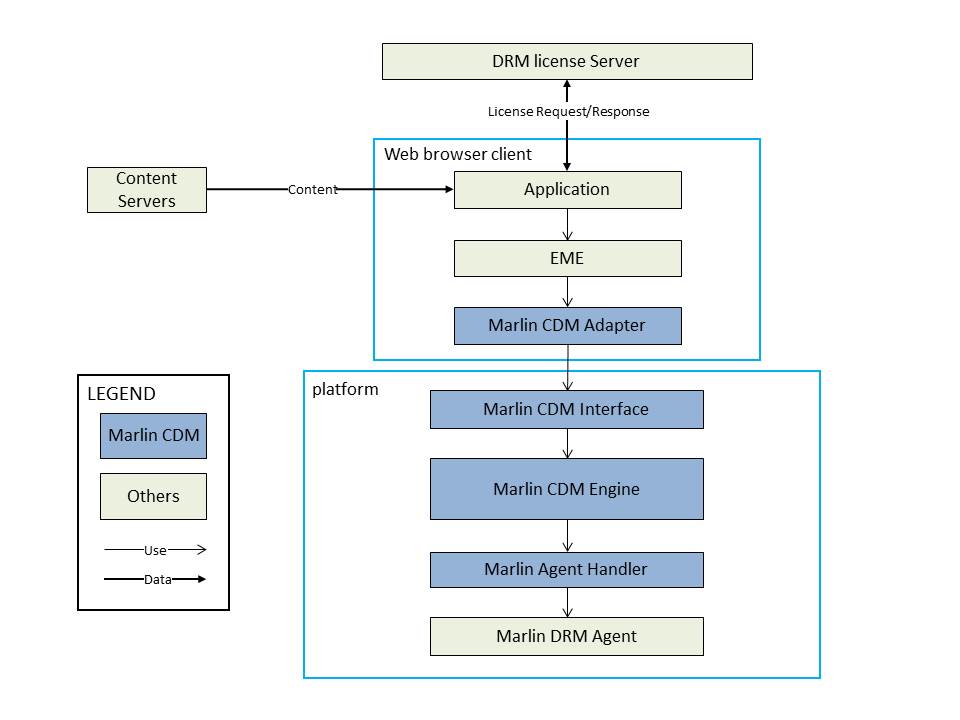 DRM license Server
License Request/Response
Web browser client
Content
Servers
Content
Application
EME
Marlin CDM Adapter
platform
Marlin CDM Interface
Marlin CDM Engine
Marlin Agent Handler
Marlin DRM Agent
LEGEND
Marlin CDM
Others
Use
Data